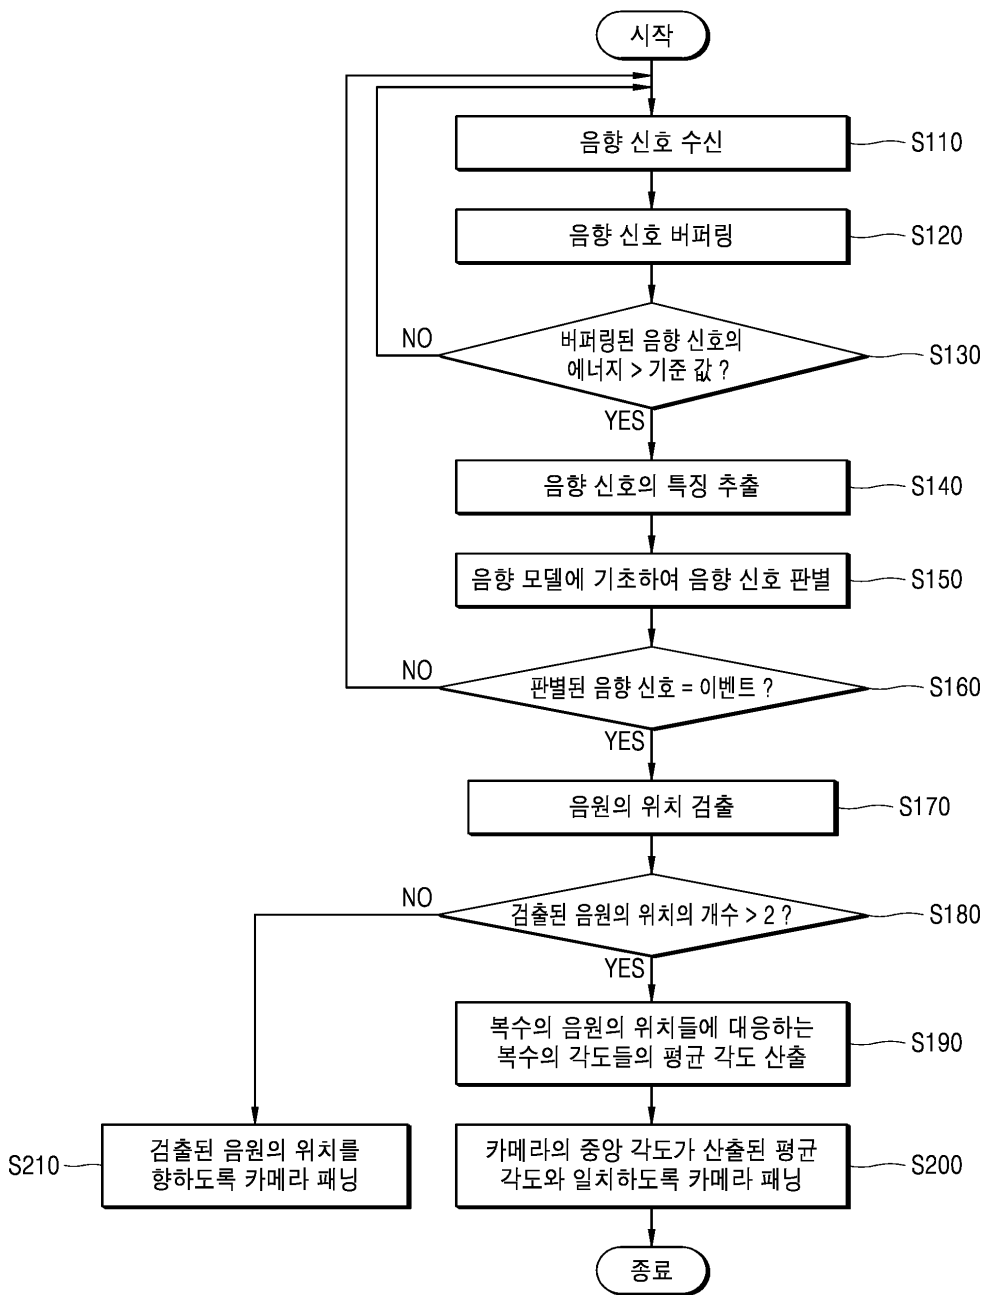 시작
음향 신호 수신
S110
음향 신호 버퍼링
S120
NO
버퍼링된 음향 신호의
에너지 > 기준 값 ?
S130
YES
음향 신호의 특징 추출
S140
음향 모델에 기초하여 음향 신호 판별
S150
NO
판별된 음향 신호 = 이벤트 ?
S160
YES
음원의 위치 검출
S170
NO
검출된 음원의 위치의 개수 > 2 ?
S180
YES
복수의 음원의 위치들에 대응하는
복수의 각도들의 평균 각도 산출
S190
S210
검출된 음원의 위치를
향하도록 카메라 패닝
카메라의 중앙 각도가 산출된 평균
각도와 일치하도록 카메라 패닝
S200
종료